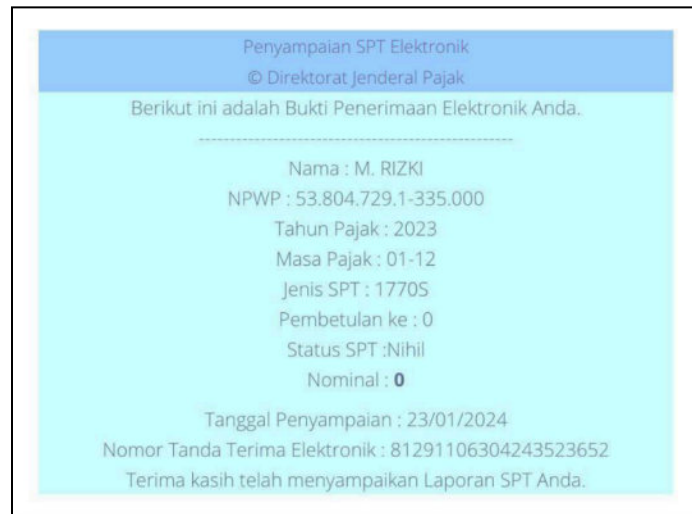 Penyampaian SPT Elektronik
© Direktorat Jenderal Pajak
Berikut ini adalah Bukti Penerimaan Elektronik Anda.
--------------------------------------------------
Nama : M. RIZKI
NPWP : 53.804.729.1-335.000
Tahun Pajak : 2023
Masa Pajak : 01-12
Jenis SPT : 1770S
Pembetulan ke : 0
Status SPT :Nihil
Nominal : 0
Tanggal Penyampaian : 23/01/2024
Nomor Tanda Terima Elektronik : 81291106304243523652
Terima kasih telah menyampaikan Laporan SPT Anda.